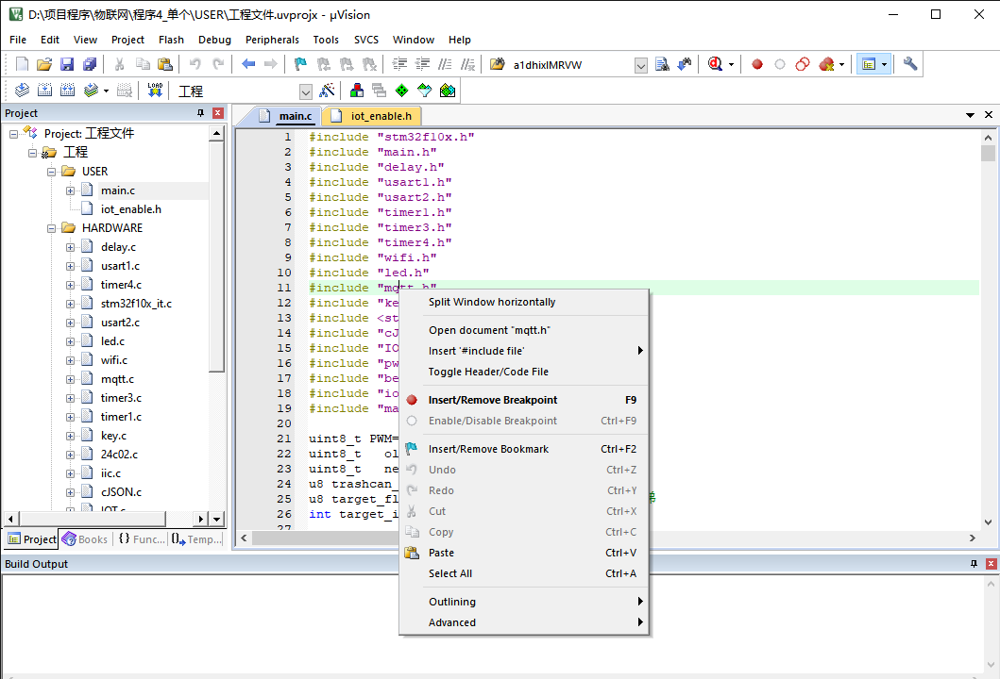 D:\项目程序\物联网\程序4_单个\USER\工程文件.uvprojx - µVision
File Edit View Project Flash Debug Peripherals Tools SVCS Window Help
a1dhixIMRVW
LOAD 工程
Project
Project: 工程文件
工程
USER
main.c
iot_enable.h
HARDWARE
delay.c
usart1.c
timer4.c
stm32f10x_it.c
usart2.c
led.c
wifi.c
mqtt.c
timer3.c
timer1.c
key.c
24c02.c
iic.c
cJSON.c
IOT.c
Project Books {} Func... Temp...
main.c iot_enable.h
1 #include "stm32f10x.h"
2 #include "main.h"
3 #include "delay.h"
4 #include "usart1.h"
5 #include "usart2.h"
6 #include "timer1.h"
7 #include "timer3.h"
8 #include "timer4.h"
9 #include "wifi.h"
10 #include "led.h"
11 #include "mqtt.h"
12 #include "ke
13 #include <st
14 #include "cJ
15 #include "IO
16 #include "pw
17 #include "be
18 #include "io
19 #include "ma
20
21 uint8_t PWM=
22 uint8_t ol
23 uint8_t ne
24 u8 trashcan_
25 u8 target_fl
26 int target_i
27
Split Window horizontally
Open document "mqtt.h"
Insert '#include file'
Toggle Header/Code File
Insert/Remove Breakpoint F9
Enable/Disable Breakpoint Ctrl+F9
Insert/Remove Bookmark Ctrl+F2
Undo Ctrl+Z
Redo Ctrl+Y
Cut Ctrl+X
Copy Ctrl+C
Paste Ctrl+V
Select All Ctrl+A
Outlining
Advanced
Build Output